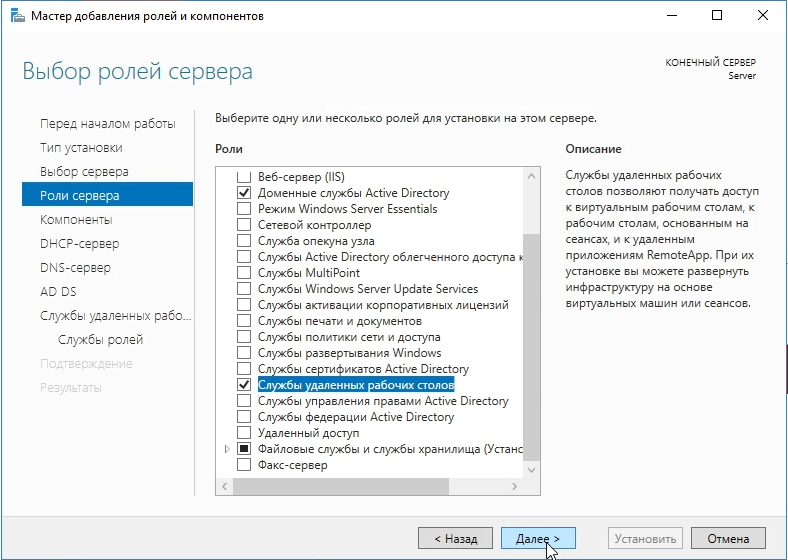 Мастер добавления ролей и компонентов
Выбор ролей сервера
КОНЕЧНЫЙ СЕРВЕР
Server
Перед началом работы
Тип установки
Выбор сервера
Роли сервера
Компоненты
DHCP-сервер
DNS-сервер
AD DS
Службы удаленных рабо...
Службы ролей
Подтверждение
Результаты
Выберите одну или несколько ролей для установки на этом сервере.
Роли
Веб-сервер (IIS)
Доменные службы Active Directory
Режим Windows Server Essentials
Сетевой контроллер
Служба опекуна узла
Службы Active Directory облегченного доступа к
Службы MultiPoint
Службы Windows Server Update Services
Службы активации корпоративных лицензий
Службы печати и документов
Службы политики сети и доступа
Службы развертывания Windows
Службы сертификатов Active Directory
Службы удаленных рабочих столов
Службы управления правами Active Directory
Службы федерации Active Directory
Удаленный доступ
Файловые службы и службы хранилища (Устанс
Факс-сервер
Описание
Службы удаленных рабочих
столов позволяют получать доступ
к виртуальным рабочим столам, к
рабочим столам, основанным на
сеансах, и к удаленным
приложениям RemoteApp. При их
установке вы можете развернуть
инфраструктуру на основе
виртуальных машин или сеансов.
< Назад
Далее >
Установить
Отмена